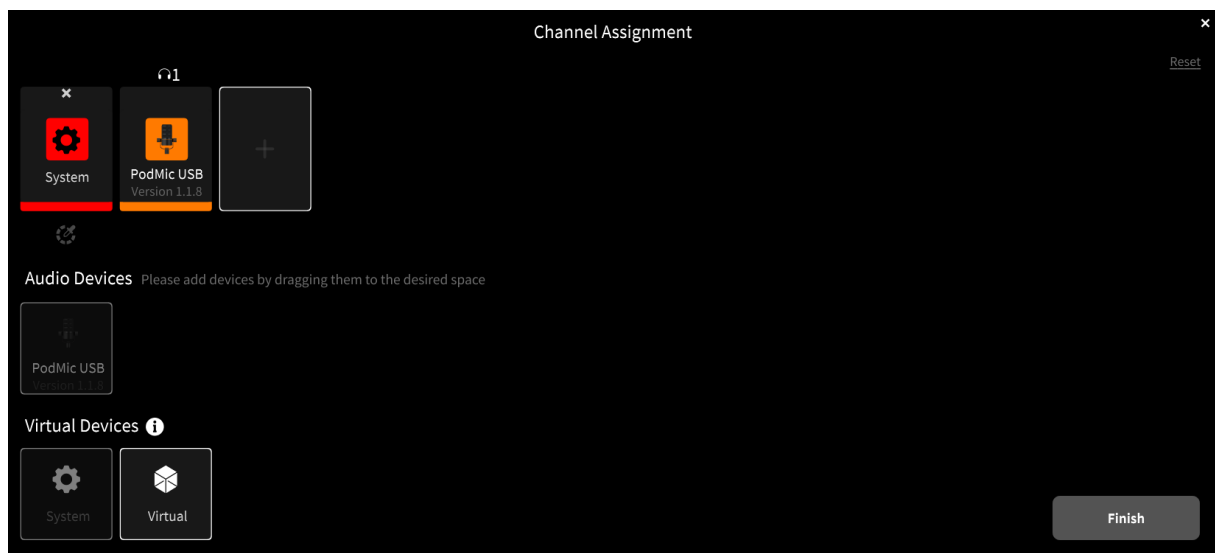 Channel Assignment
Reset
1
System
PodMic USB
Version 1.1.8
Audio Devices Please add devices by dragging them to the desired space
PodMic USB
Version 1.1.8
Virtual Devices
System
Virtual
Finish